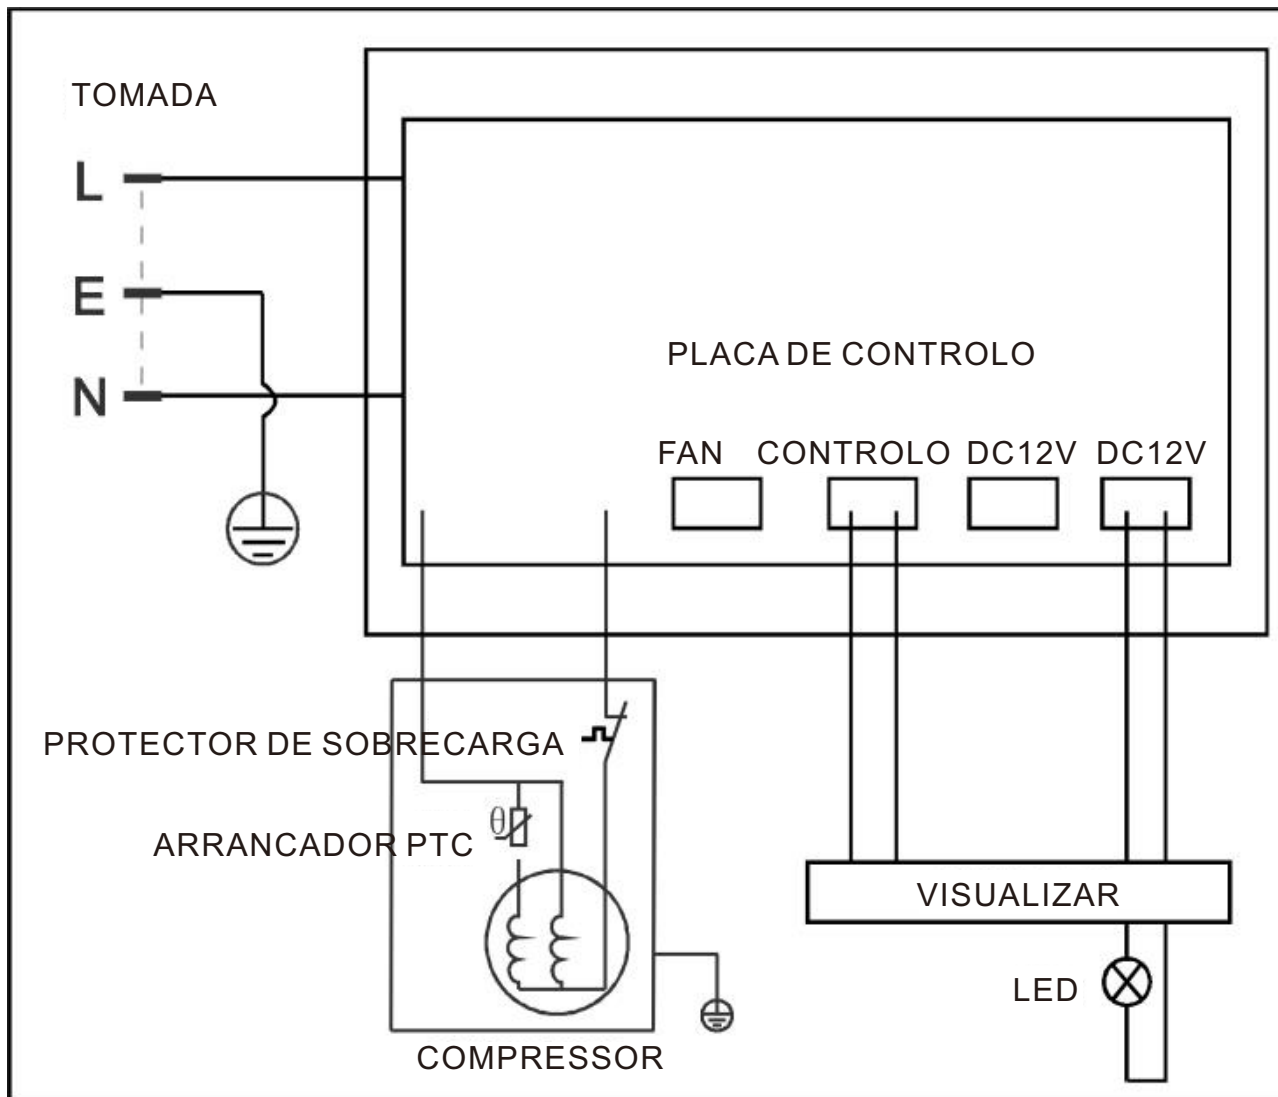 TOMADA
L
E
N
PLACA DE CONTROLO
FAN CONTROLO DC12V DC12V
PROTECTOR DE SOBRECARGA
θ
ARRANCADOR PTC
VISUALIZAR
LED
COMPRESSOR